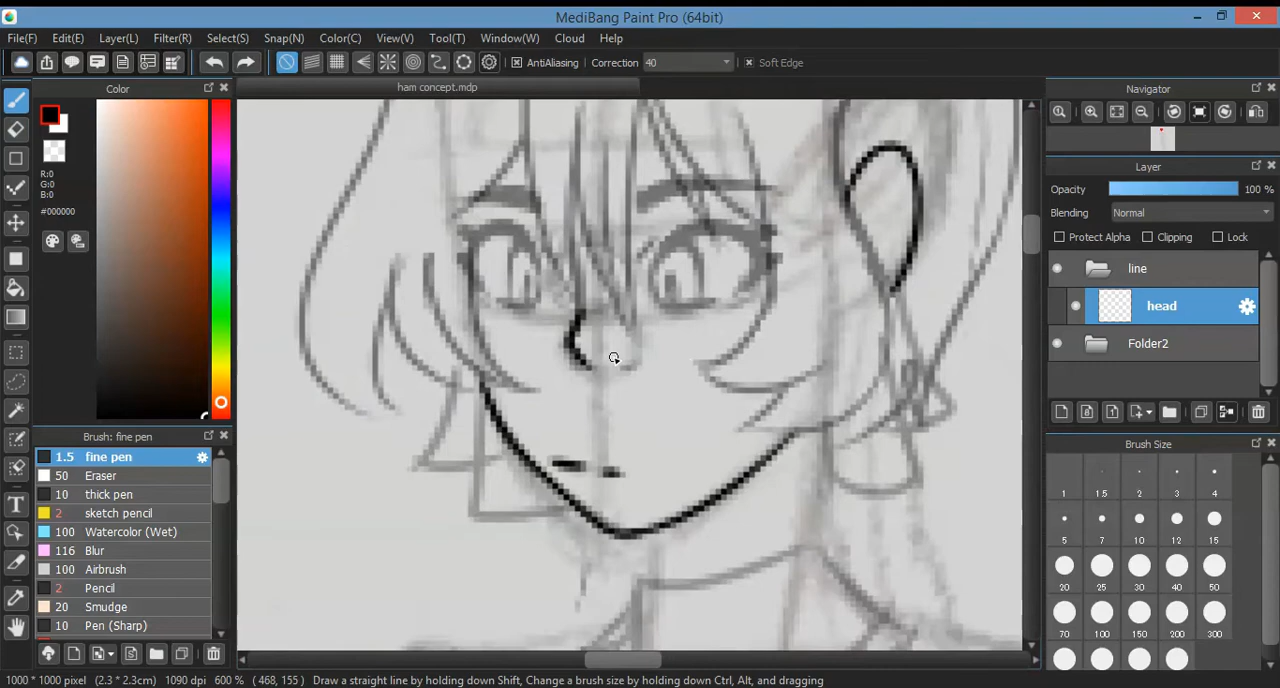 MediBang Paint Pro (64bit)
File(F) Edit(E) Layer(L) Filter(R) Select(S) Snap(N) Color(C) View(V) Tool(T) Window(W) Cloud Help
AntiAliasing Correction 40 Soft Edge
Color
R:0
G:0
B:0
#000000
Brush: fine pen
1.5 fine pen
50 Eraser
10 thick pen
2 sketch pencil
100 Watercolor (Wet)
116 Blur
100 Airbrush
2 Pencil
20 Smudge
10 Pen (Sharp)
ham concept.mdp
Navigator
Layer
Opacity 100 %
Blending Normal
Protect Alpha Clipping Lock
line
head
Folder2
Brush Size
1 1.5 2 3 4
5 7 10 12 15
20 25 30 40 50
70 100 150 200 300
1000 * 1000 pixel (2.3 * 2.3cm) 1090 dpi 600 % ( 468, 155 ) Draw a straight line by holding down Shift, Change a brush size by holding down Ctrl, Alt, and dragging